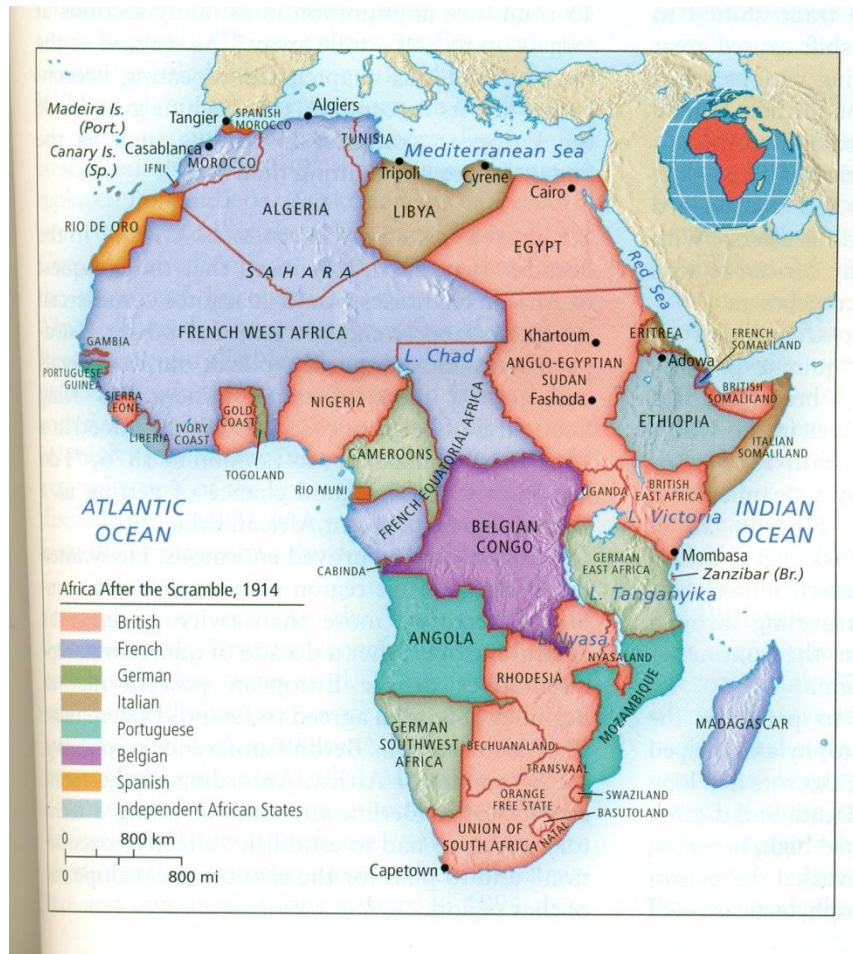 Madeira Is.
(Port.)
Canary Is.
(Sp.)
Tangier
SPANISH
MOROCCO
Algiers
Casablanca
MOROCCO
IFNI
TUNISIA
Mediterranean Sea
Tripoli
Cyrene
Cairo
RIO DE ORO
ALGERIA
LIBYA
EGYPT
SAHARA
Red Sea
FRENCH WEST AFRICA
L. Chad
Khartoum
ANGLO-EGYPTIAN
SUDAN
Fashoda
ERITREA
Adowa
FRENCH
SOMALILAND
BRITISH
SOMALILAND
ETHIOPIA
ITALIAN
SOMALILAND
GAMBIA
PORTUGUESE
GUINEA
SIERRA
LEONE
LIBERIA
IVORY
COAST
GOLD
COAST
TOGOLAND
NIGERIA
CAMEROONS
RIO MUNI
FRENCH EQUATORIAL AFRICA
UGANDA
BRITISH
EAST AFRICA
L. Victoria
ATLANTIC
OCEAN
INDIAN
OCEAN
BELGIAN
CONGO
CABINDA
GERMAN
EAST AFRICA
Mombasa
Zanzibar (Br.)
L. Tanganyika
ANGOLA
L. Nyasa
NYASALAND
RHODESIA
MOZAMBIQUE
MADAGASCAR
GERMAN
SOUTHWEST
AFRICA
BECHUANALAND
TRANSVAAL
ORANGE
FREE STATE
SWAZILAND
BASUTOLAND
UNION OF
SOUTH AFRICA
NATAL
Capetown
Africa After the Scramble, 1914
British
French
German
Italian
Portuguese
Belgian
Spanish
Independent African States
0 800 km
0 800 mi